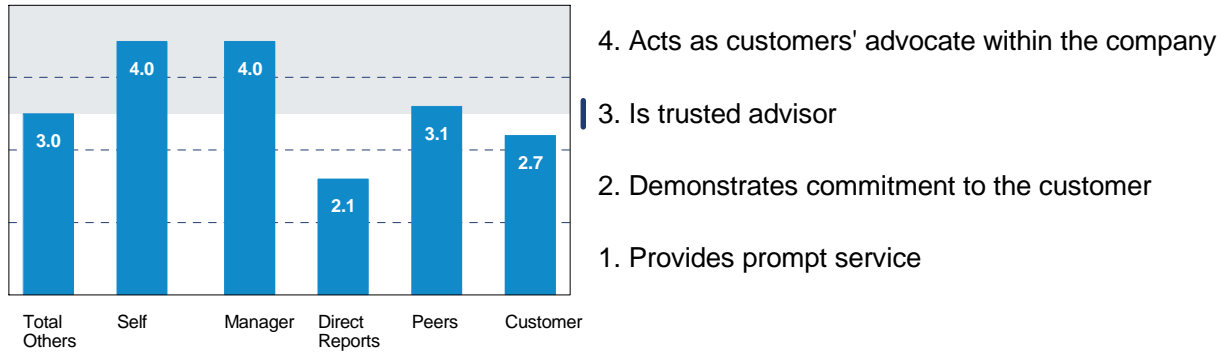 4.0
4.0
3.0
3.1
2.7
2.1
Total
Others
Self
Manager
Direct
Reports
Peers
Customer
4. Acts as customers' advocate within the company
3. Is trusted advisor
2. Demonstrates commitment to the customer
1. Provides prompt service